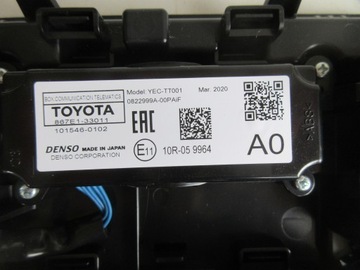 BOX, COMMUNICATION TELEMATICS
TOYOTA
867E1-33011
101546-0102
DENSO MADE IN JAPAN
DENSO CORPORATION
Model: YEC-TT001
Mar. 2020
0622999A-00PAIF
EAC
E11
10R-05 9964
A0